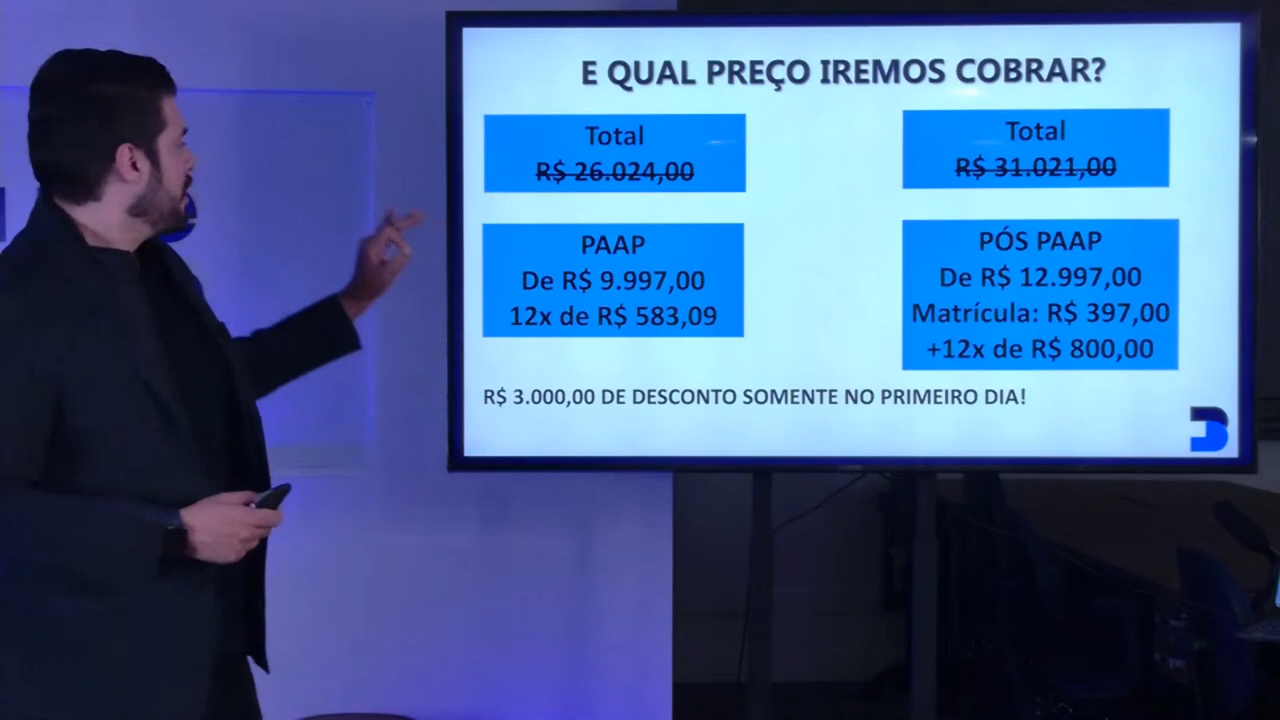 E QUAL PREÇO IREMOS COBRAR?
Total
R$ 26.024,00
Total
R$ 31.021,00
PAAP
De R$ 9.997,00
12x de R$ 583,09
PÓS PAAP
De R$ 12.997,00
Matrícula: R$ 397,00
+12x de R$ 800,00
R$ 3.000,00 DE DESCONTO SOMENTE NO PRIMEIRO DIA!